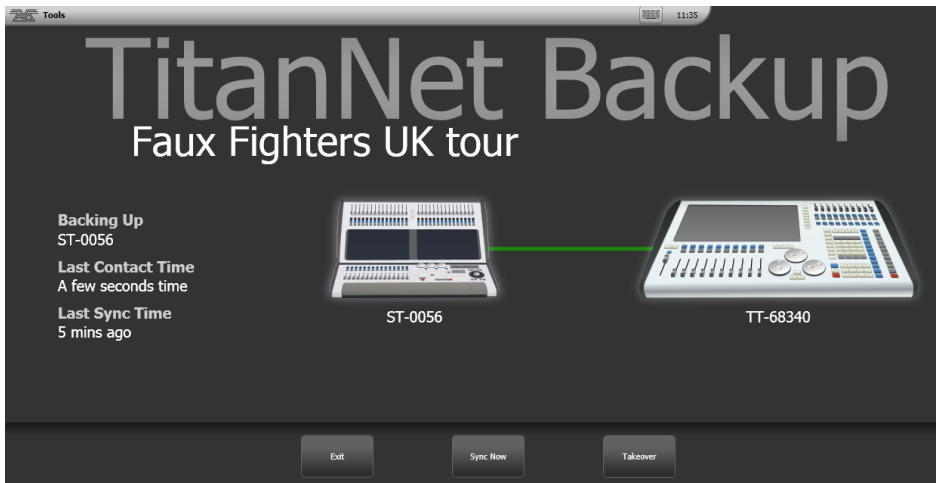 Tools
11:35
TitanNet Backup
Faux Fighters UK tour
Backing Up
ST-0056
Last Contact Time
A few seconds time
Last Sync Time
5 mins ago
ST-0056
TT-68340
Exit
Sync Now
Takeover